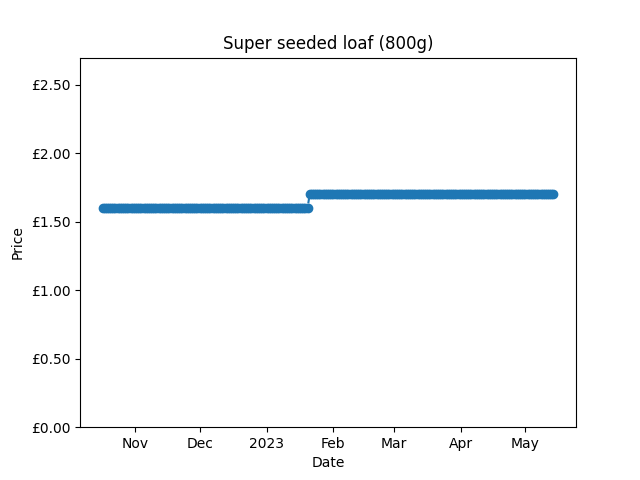 Super seeded loaf (800g)
£2.50
£2.00
£1.50
£1.00
£0.50
£0.00
Price
Nov Dec 2023 Feb Mar Apr May
Date